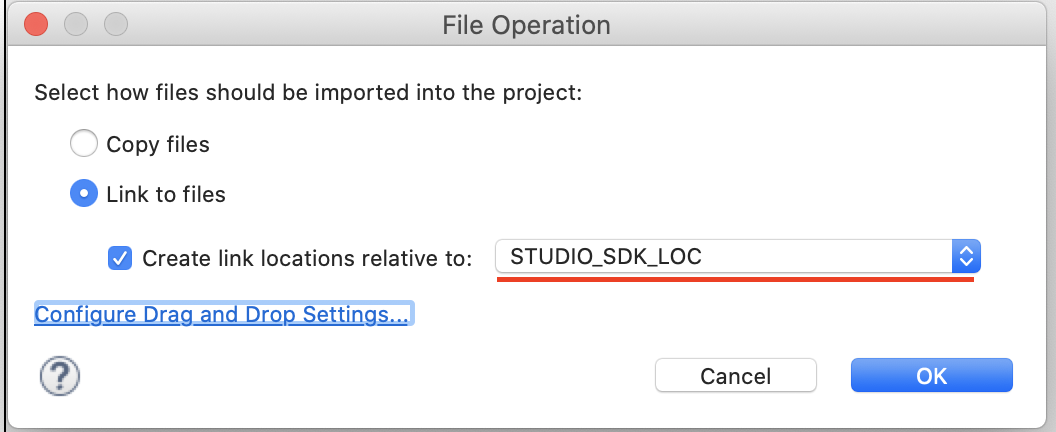 File Operation
Select how files should be imported into the project:
Copy files
Link to files
Create link locations relative to: STUDIO_SDK_LOC
Configure Drag and Drop Settings...
?
Cancel OK